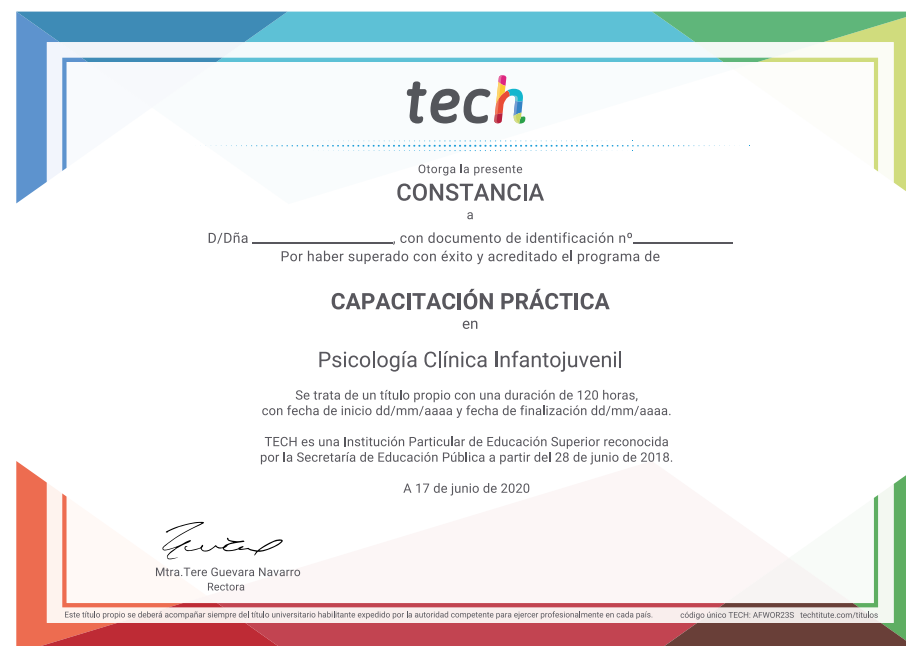 tech
Otorga la presente
CONSTANCIA
a
D/Dña ____________________, con documento de identificación nº______________
Por haber superado con éxito y acreditado el programa de
CAPACITACIÓN PRÁCTICA
en
Psicología Clínica Infantojuvenil
Se trata de un título propio con una duración de 120 horas,
con fecha de inicio dd/mm/aaaa y fecha de finalización dd/mm/aaaa.
TECH es una Institución Particular de Educación Superior reconocida
por la Secretaría de Educación Pública a partir del 28 de junio de 2018.
A 17 de junio de 2020
Mtra.Tere Guevara Navarro
Rectora
Este título propio se deberá acompañar siempre del título universitario habilitante expedido por la autoridad competente para ejercer profesionalmente en cada país. código único TECH: AFWOR23S techtitute.com/titulos